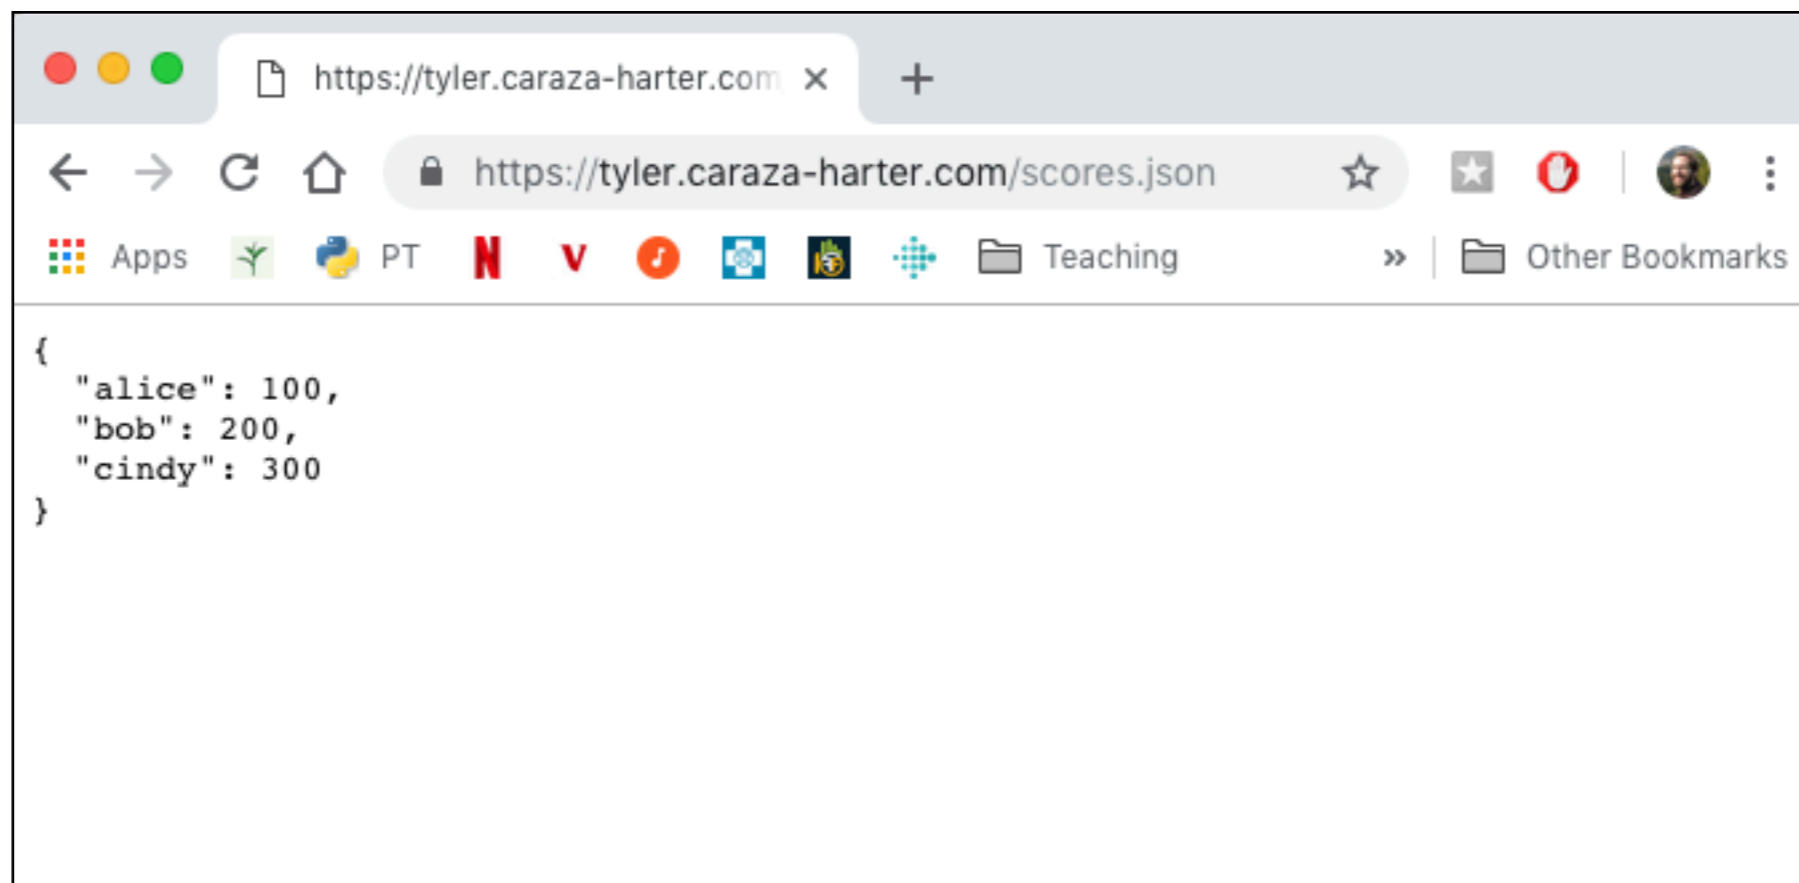 https://tyler.caraza-harter.com
https://tyler.caraza-harter.com/scores.json
Apps PT N V Teaching » Other Bookmarks
{
"alice": 100,
"bob": 200,
"cindy": 300
}